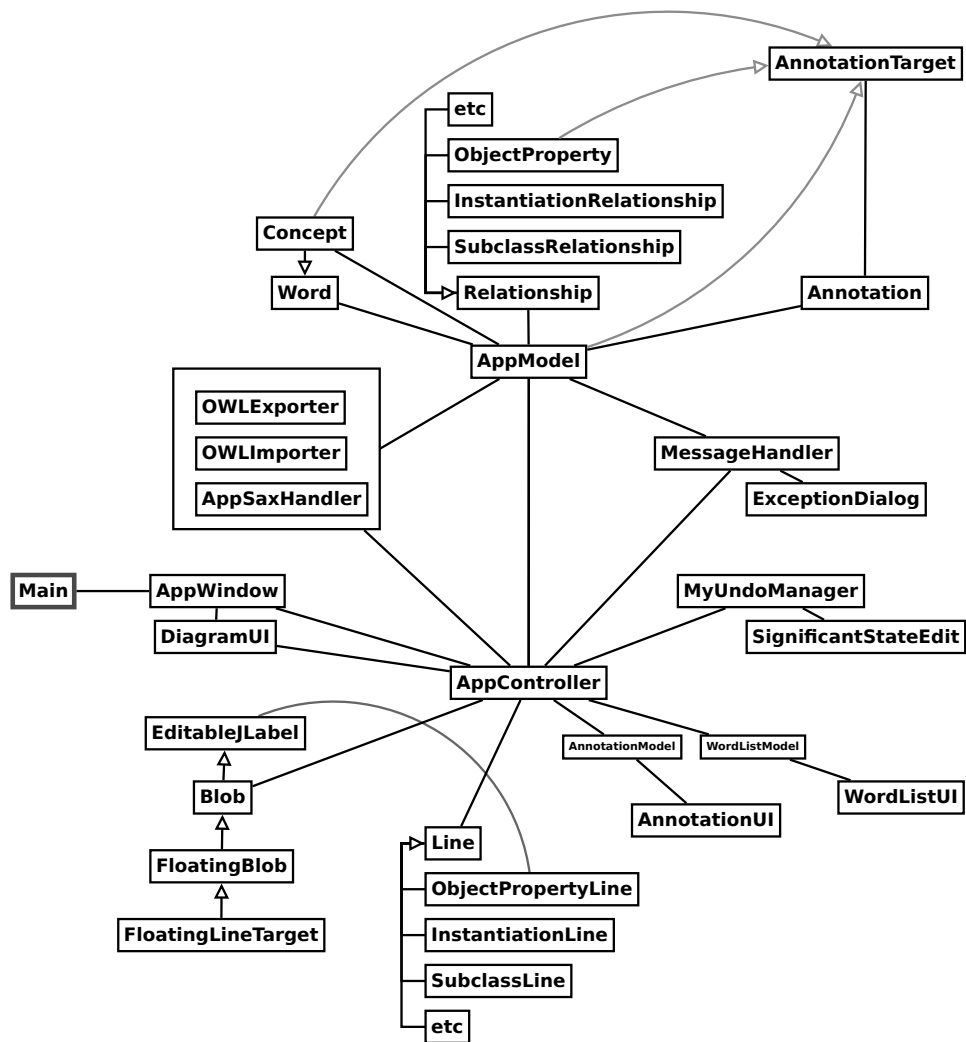 AnnotationTarget
etc
ObjectProperty
InstantiationRelationship
Concept
SubclassRelationship
Word
Relationship
Annotation
AppModel
OWLExporter
OWLImporter
AppSaxHandler
MessageHandler
ExceptionDialog
Main
AppWindow
MyUndoManager
DiagramUI
SignificantStateEdit
AppController
EditableJLabel
AnnotationModel
WordListModel
Blob
WordListUI
AnnotationUI
Line
FloatingBlob
ObjectPropertyLine
FloatingLineTarget
InstantiationLine
SubclassLine
etc